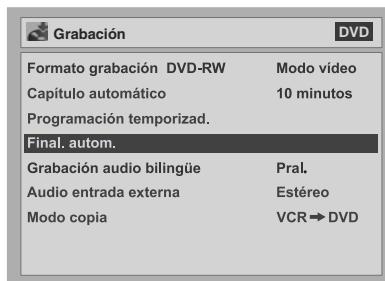 Grabación DVD
Formato grabación DVD-RW Modo vídeo
Capítulo automático 10 minutos
Programación temporizad.
Final. autom.
Grabación audio bilingüe Pral.
Audio entrada externa Estéreo
Modo copia VCR ➡ DVD